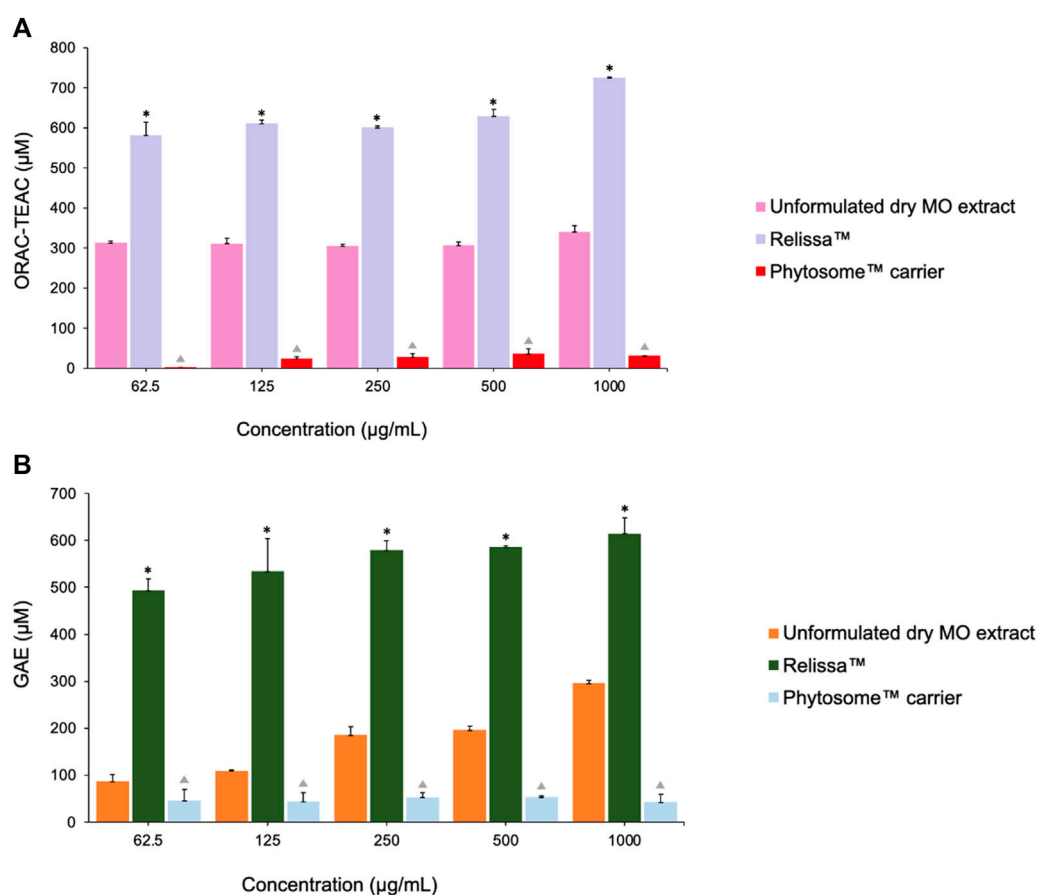 A
800
700
600
500
400
300
200
100
0
ORAC-TEAC (µM)
* * * * *
62.5 125 250 500 1000
Concentration (µg/mL)
Unformulated dry MO extract
Relissa™
Phytosome™ carrier
B
700
600
500
400
300
200
100
0
GAE (µM)
* * * * *
62.5 125 250 500 1000
Concentration (µg/mL)
Unformulated dry MO extract
Relissa™
Phytosome™ carrier